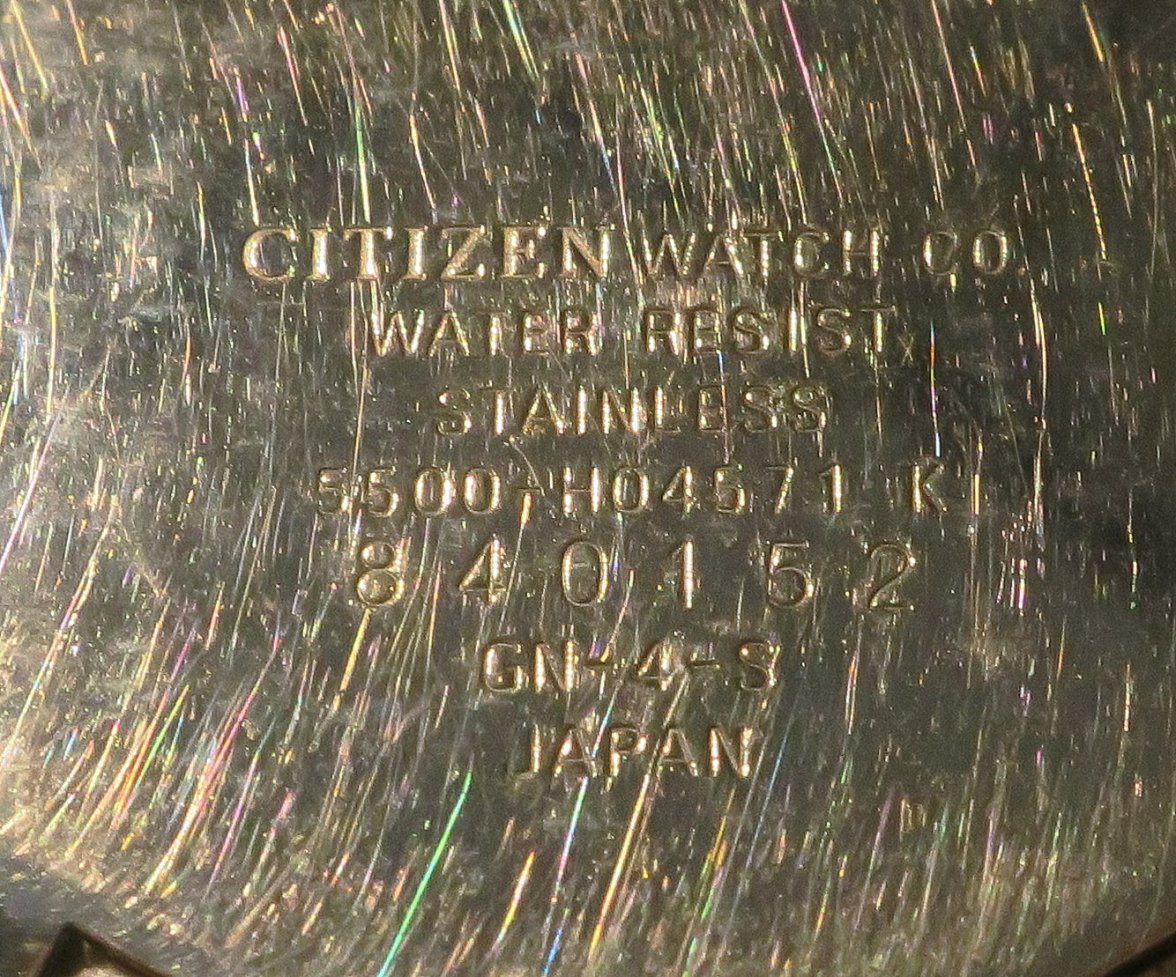 CITIZEN WATCH CO.
WATER RESIST
STAINLESS
5500-H04571 K
840152
GN-4-S
JAPAN